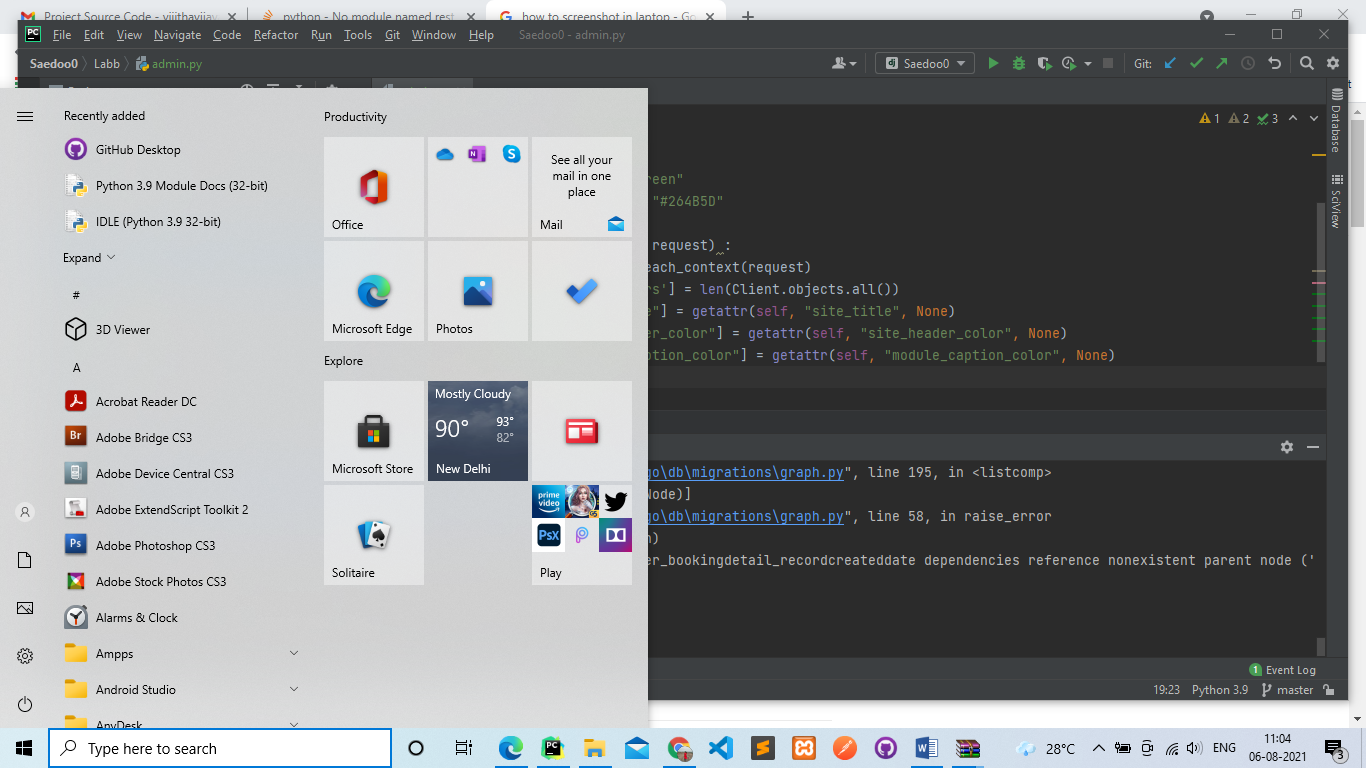 Project Source Code - vijithavijay
python - No module named rest
how to screenshot in laptop - Go
PC
File Edit View Navigate Code Refactor Run Tools Git Window Help Saedoo0 - admin.py
Saedoo0 Labb admin.py
Saedoo0
Git:
1 2 3
Database
SciView
reen"
"#264B5D"
request) :
each_context(request)
rs'] = len(Client.objects.all())
e"] = getattr(self, "site_title", None)
er_color"] = getattr(self, "site_header_color", None)
ption_color"] = getattr(self, "module_caption_color", None)
go\db\migrations\graph.py", line 195, in <listcomp>
Node)]
go\db\migrations\graph.py", line 58, in raise_error
n)
er_bookingdetail_recordcreateddate dependencies reference nonexistent parent node ('
1 Event Log
19:23 Python 3.9 master
Recently added
GitHub Desktop
Python 3.9 Module Docs (32-bit)
IDLE (Python 3.9 32-bit)
Expand
#
3D Viewer
A
Acrobat Reader DC
Br
Adobe Bridge CS3
Adobe Device Central CS3
Adobe ExtendScript Toolkit 2
Ps
Adobe Photoshop CS3
Adobe Stock Photos CS3
Alarms & Clock
Ampps
Android Studio
AnyDesk
Productivity
Office
See all your
mail in one
place
Mail
Microsoft Edge
Photos
Explore
Microsoft Store
Mostly Cloudy
90° 93°
82°
New Delhi
Solitaire
prime
video
PsX
Play
Type here to search
PC
28°C
ENG
11:04
06-08-2021
3